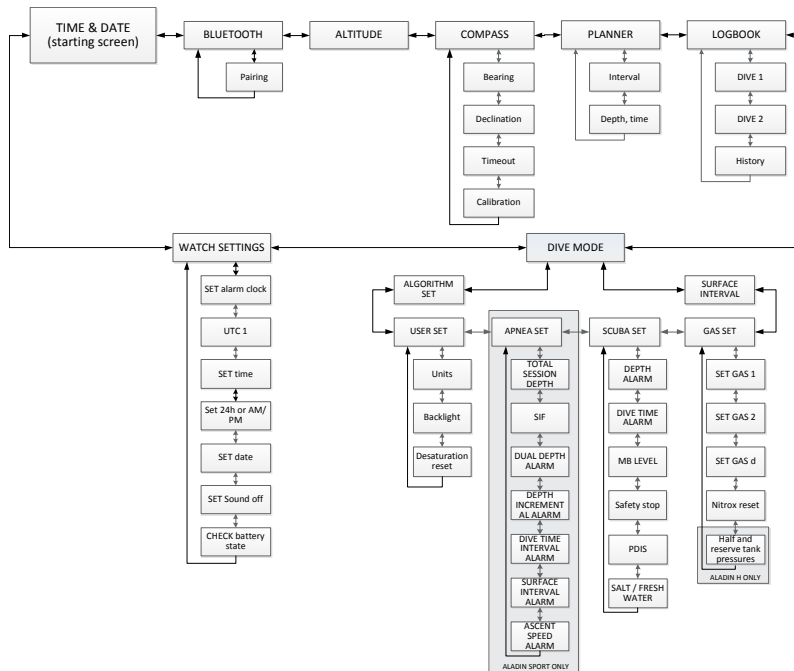 TIME & DATE
(starting screen)
BLUETOOTH
ALTITUDE
COMPASS
PLANNER
LOGBOOK
Pairing
Bearing
Declination
Timeout
Calibration
Interval
Depth, time
DIVE 1
DIVE 2
History
WATCH SETTINGS
DIVE MODE
SET alarm clock
UTC 1
SET time
Set 24h or AM/
PM
SET date
SET Sound off
CHECK battery
state
ALGORITHM
SET
SURFACE
INTERVAL
USER SET
APNEA SET
SCUBA SET
GAS SET
Units
Backlight
Desaturation
reset
TOTAL
SESSION
DEPTH
SIF
DUAL DEPTH
ALARM
DEPTH
INCREMENT
AL ALARM
DIVE TIME
INTERVAL
ALARM
SURFACE
INTERVAL
ALARM
ASCENT
SPEED
ALARM
ALADIN SPORT ONLY
DEPTH
ALARM
DIVE TIME
ALARM
MB LEVEL
Safety stop
PDIS
SALT / FRESH
WATER
SET GAS 1
SET GAS 2
SET GAS d
Nitrox reset
Half and
reserve tank
pressures
ALADIN H ONLY